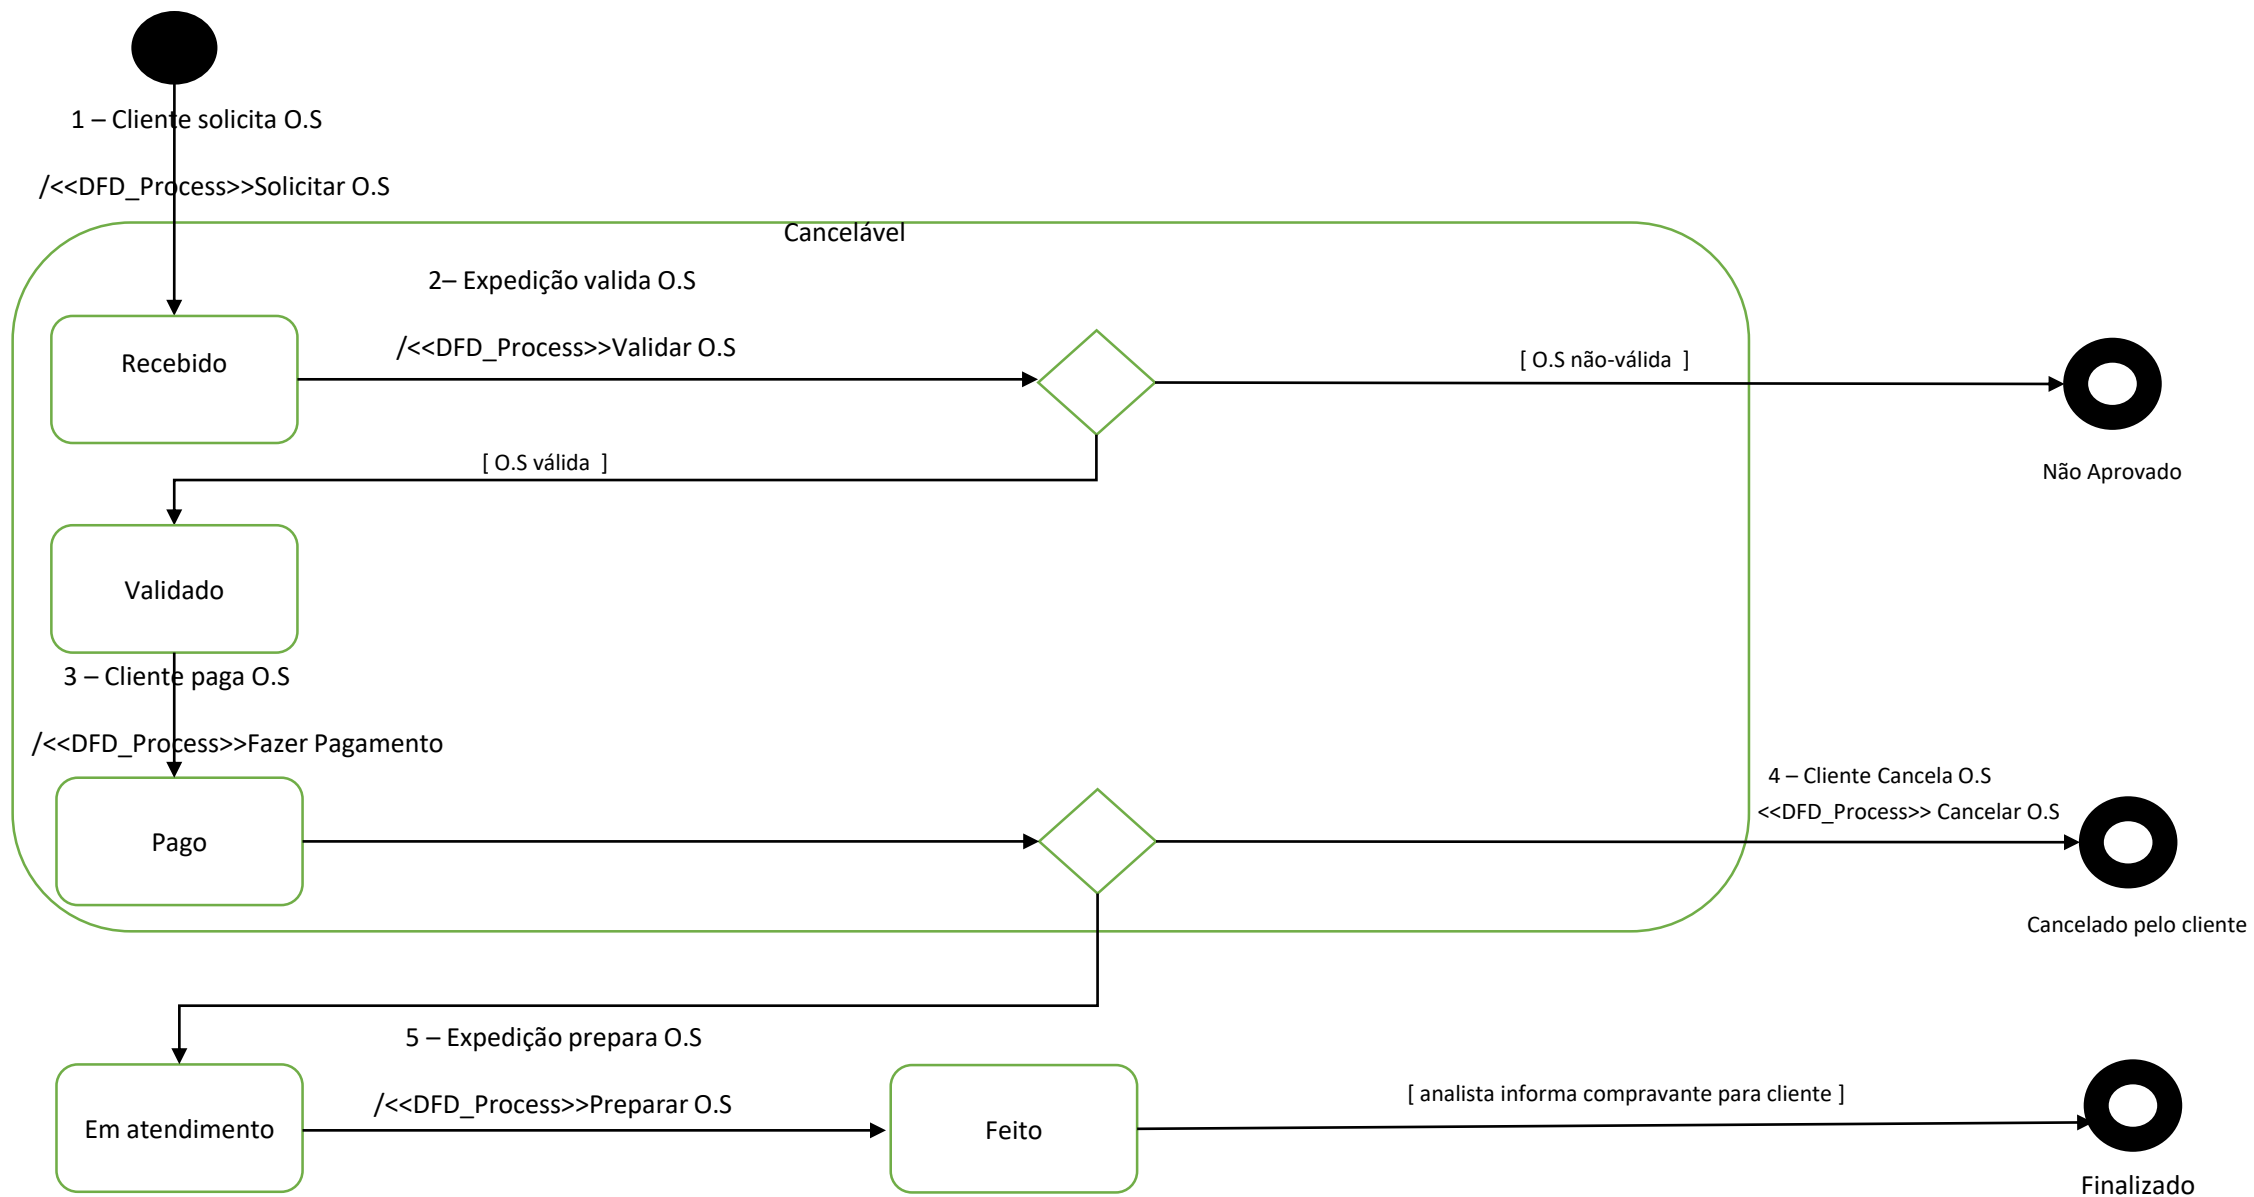 1 – Cliente solicita O.S
/<<DFD_Process>>Solicitar O.S
Cancelável
2– Expedição valida O.S
/<<DFD_Process>>Validar O.S
Recebido
[ O.S não-válida ]
[ O.S válida ]
Não Aprovado
Validado
3 – Cliente paga O.S
/<<DFD_Process>>Fazer Pagamento
4 – Cliente Cancela O.S
<<DFD_Process>> Cancelar O.S
Pago
Cancelado pelo cliente
5 – Expedição prepara O.S
/<<DFD_Process>>Preparar O.S
[ analista informa compravante para cliente ]
Em atendimento
Feito
Finalizado